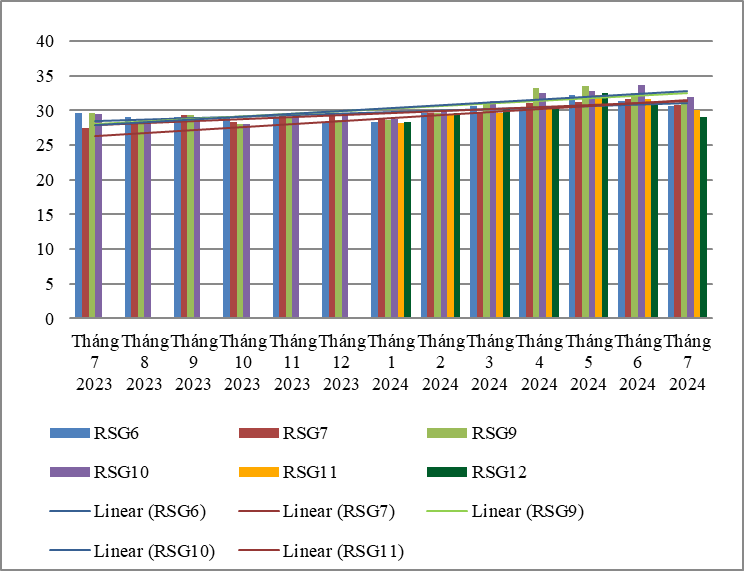 40
35
30
25
20
15
10
5
0
Tháng Tháng Tháng Tháng Tháng Tháng Tháng Tháng Tháng Tháng Tháng Tháng Tháng
7 8 9 10 11 12 1 2 3 4 5 6 7
2023 2023 2023 2023 2023 2023 2024 2024 2024 2024 2024 2024 2024
RSG6 RSG7 RSG9
RSG10 RSG11 RSG12
Linear (RSG6) Linear (RSG7) Linear (RSG9)
Linear (RSG10) Linear (RSG11)